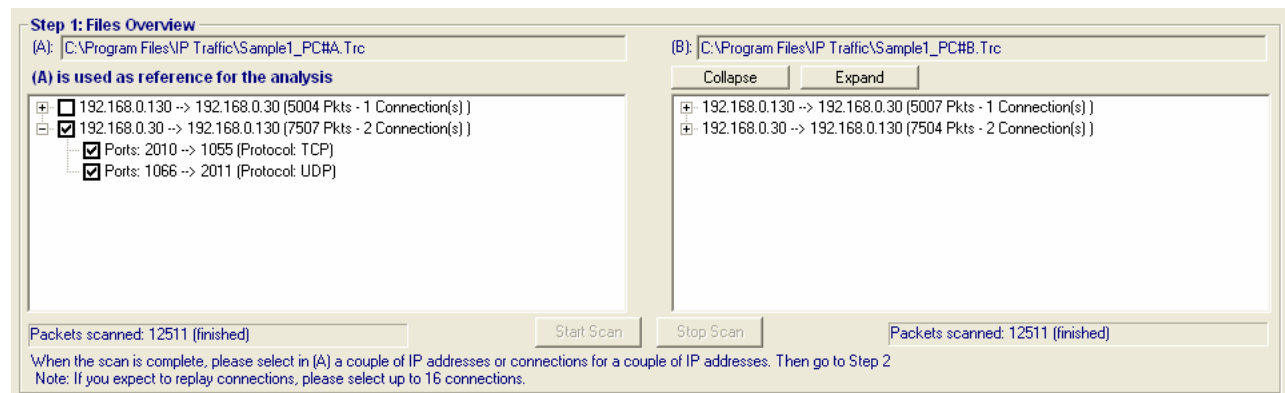 Step 1: Files Overview
(A): C:\Program Files\IP Traffic\Sample1_PC#A.Trc
(B): C:\Program Files\IP Traffic\Sample1_PC#B.Trc
(A) is used as reference for the analysis
Collapse Expand
192.168.0.130 --> 192.168.0.30 (5004 Pkts - 1 Connection(s) )
192.168.0.30 --> 192.168.0.130 (7507 Pkts - 2 Connection(s) )
Ports: 2010 --> 1055 (Protocol: TCP)
Ports: 1066 --> 2011 (Protocol: UDP)
192.168.0.130 --> 192.168.0.30 (5007 Pkts - 1 Connection(s) )
192.168.0.30 --> 192.168.0.130 (7504 Pkts - 2 Connection(s) )
Packets scanned: 12511 (finished)
Start Scan
Stop Scan
Packets scanned: 12511 (finished)
When the scan is complete, please select in (A) a couple of IP addresses or connections for a couple of IP addresses. Then go to Step 2
Note: If you expect to replay connections, please select up to 16 connections.